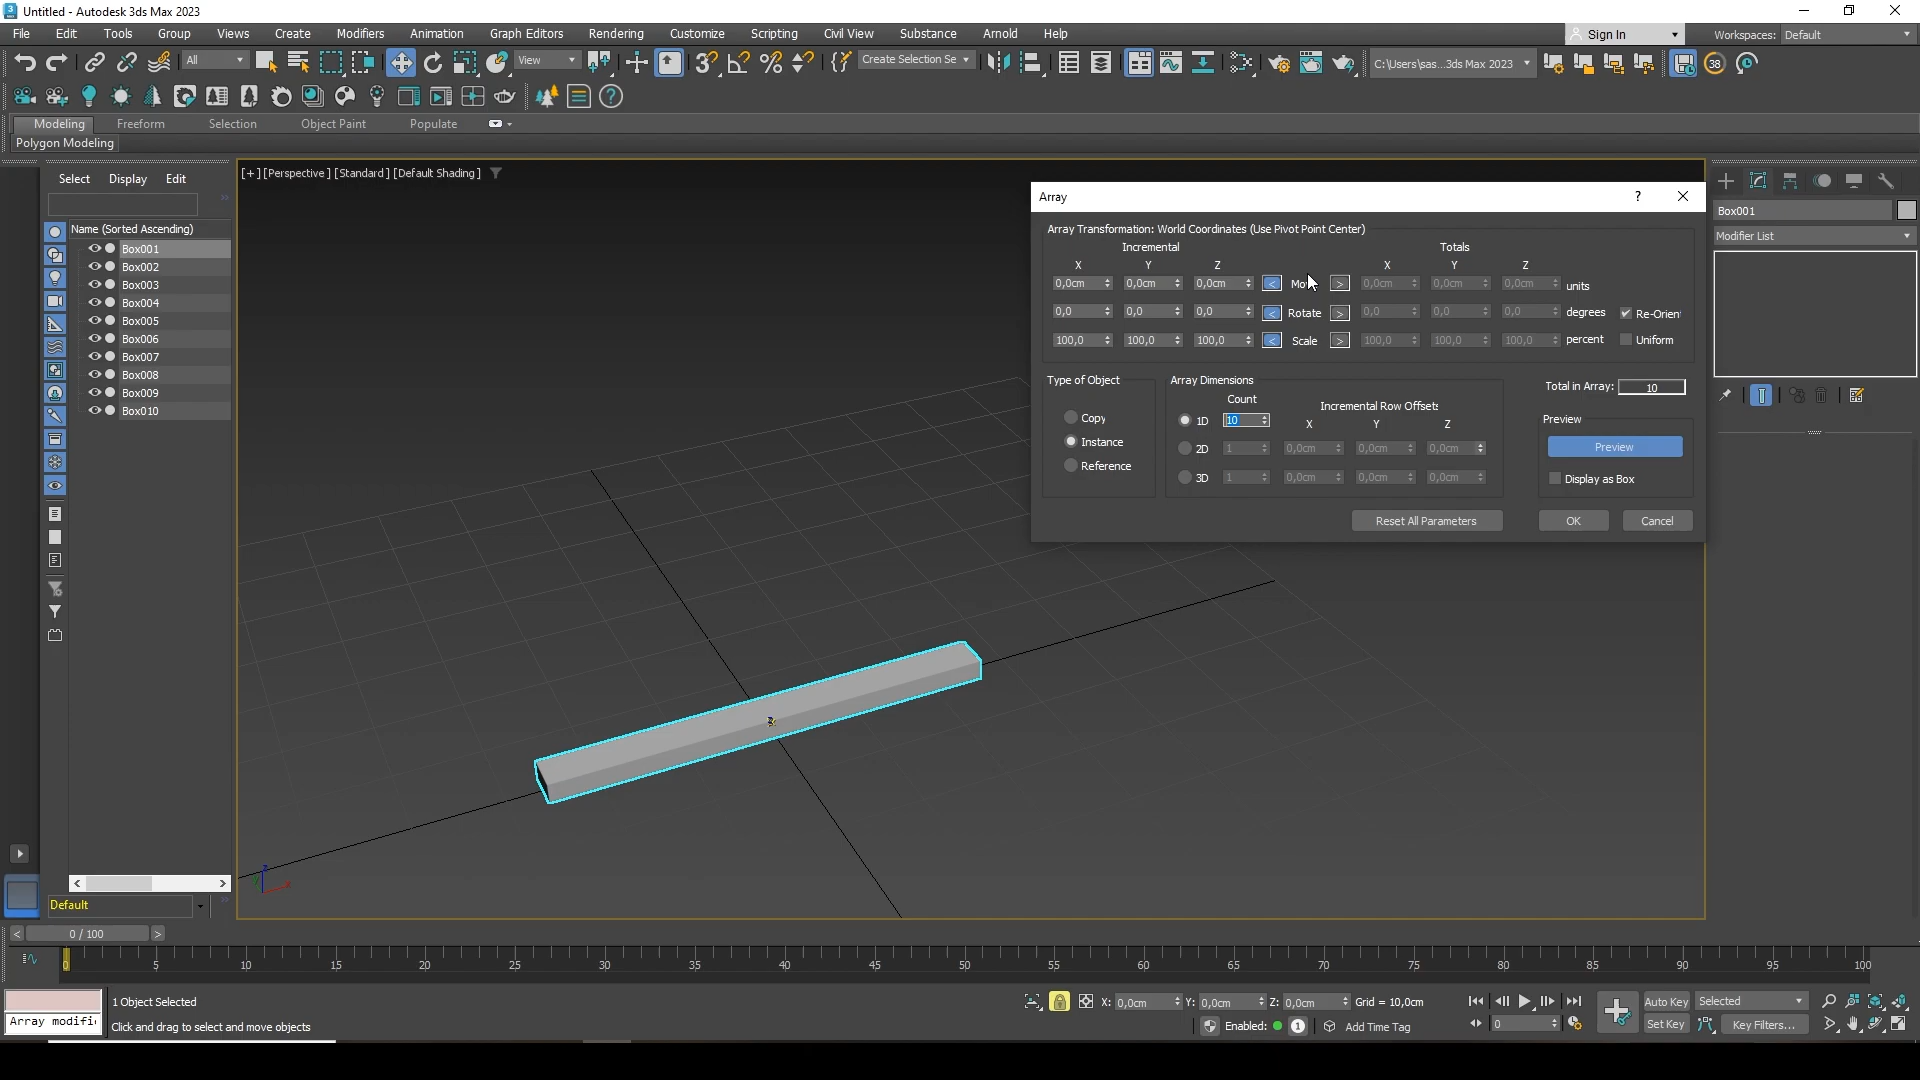 Untitled - Autodesk 3ds Max 2023
File Edit Tools Group Views Create Modifiers Animation Graph Editors Rendering Customize Scripting Civil View Substance Arnold Help
Sign In Workspaces: Default
All View Create Selection Se C:\Users\sas...3ds Max 2023 38
Modeling Freeform Selection Object Paint Populate
Polygon Modeling
Select Display Edit
[+] [Perspective] [Standard] [Default Shading]
Name (Sorted Ascending)
Box001
Box002
Box003
Box004
Box005
Box006
Box007
Box008
Box009
Box010
Default
Array ?
Array Transformation: World Coordinates (Use Pivot Point Center)
Incremental Totals
X Y Z X Y Z
0,0cm 0,0cm 0,0cm < > 0,0cm 0,0cm 0,0cm units
0,0 0,0 0,0 < Rotate > 0,0 0,0cm 0,0cm degrees Re-Orient
100,0 100,0 100,0 < Scale > 100,0 100,0cm 100,0 percent Uniform
Type of Object Array Dimensions Total in Array: 10
Count
Incremental Row Offsets
Copy 1D 10 X Y Z Preview
Instance 2D 1 0,0cm 0,0cm 0,0cm Preview
Reference 3D 1 0,0cm 0,0cm 0,0cm Display as Box
Reset All Parameters OK Cancel
Box001
Modifier List
< 0 / 100 >
0 5 10 15 20 25 30 35 40 45 50 55 60 65 70 75 80 85 90 95 100
1 Object Selected X: 0,0cm Y: 0,0cm Z: 0,0cm Grid = 10,0cm Auto Key Selected
Array modifi Click and drag to select and move objects Enabled: 1 Add Time Tag 0 Set Key Key Filters...